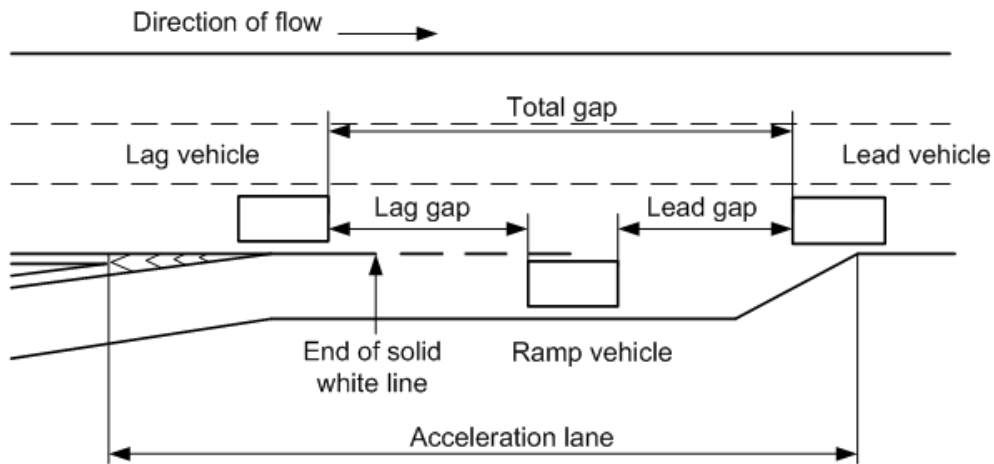 Direction of flow
Total gap
Lag vehicle
Lead vehicle
Lag gap
Lead gap
End of solid
white line
Ramp vehicle
Acceleration lane